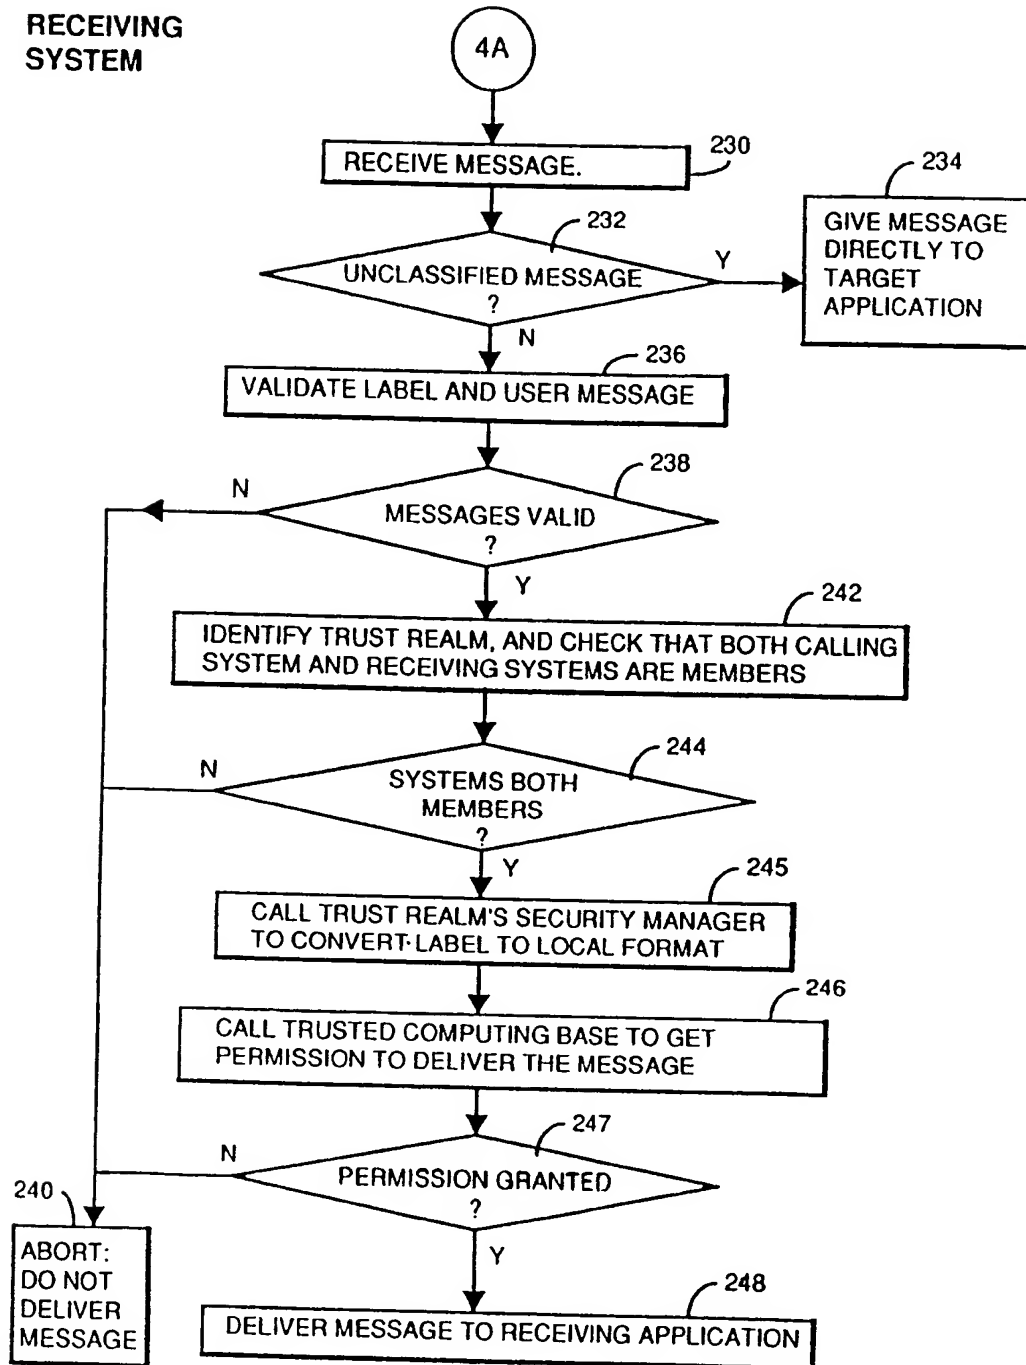 RECEIVING
SYSTEM
4A
RECEIVE MESSAGE.
230
232
UNCLASSIFIED MESSAGE
?
Y
N
234
GIVE MESSAGE
DIRECTLY TO
TARGET
APPLICATION
236
VALIDATE LABEL AND USER MESSAGE
238
MESSAGES VALID
?
N
Y
242
IDENTIFY TRUST REALM, AND CHECK THAT BOTH CALLING
SYSTEM AND RECEIVING SYSTEMS ARE MEMBERS
244
SYSTEMS BOTH
MEMBERS
?
N
Y
245
CALL TRUST REALM'S SECURITY MANAGER
TO CONVERT LABEL TO LOCAL FORMAT
246
CALL TRUSTED COMPUTING BASE TO GET
PERMISSION TO DELIVER THE MESSAGE
247
PERMISSION GRANTED
?
N
Y
240
ABORT:
DO NOT
DELIVER
MESSAGE
248
DELIVER MESSAGE TO RECEIVING APPLICATION